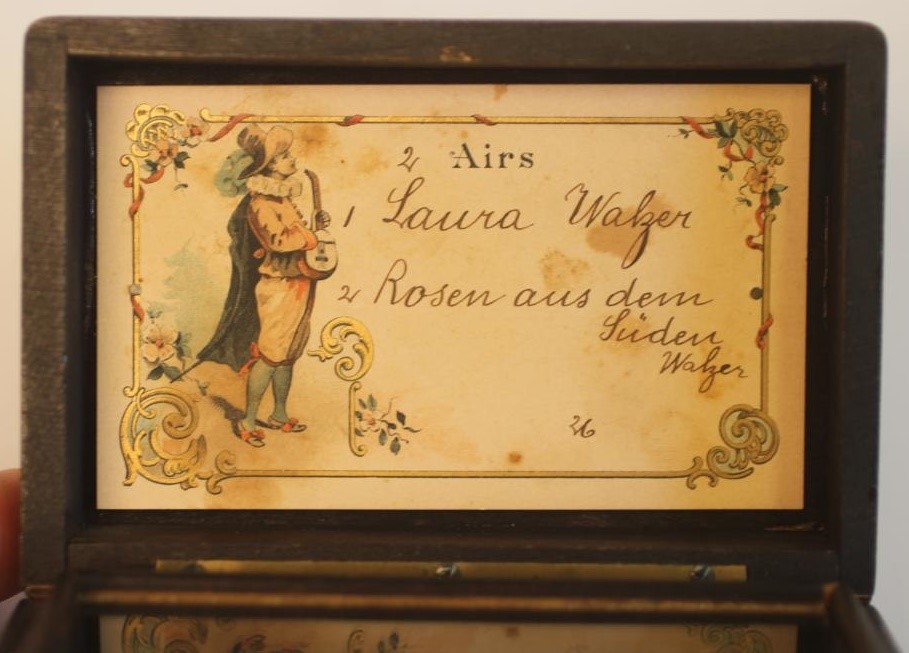 2 Airs
1 Laura Walzer
2 Rosen aus dem
Süden
Walzer
26